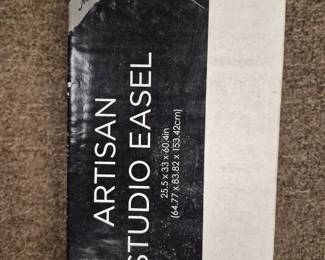 ARTISAN
STUDIO EASEL
25.5 x 33 x 60.4in
(64.77 x 83.82 x 153.42cm)